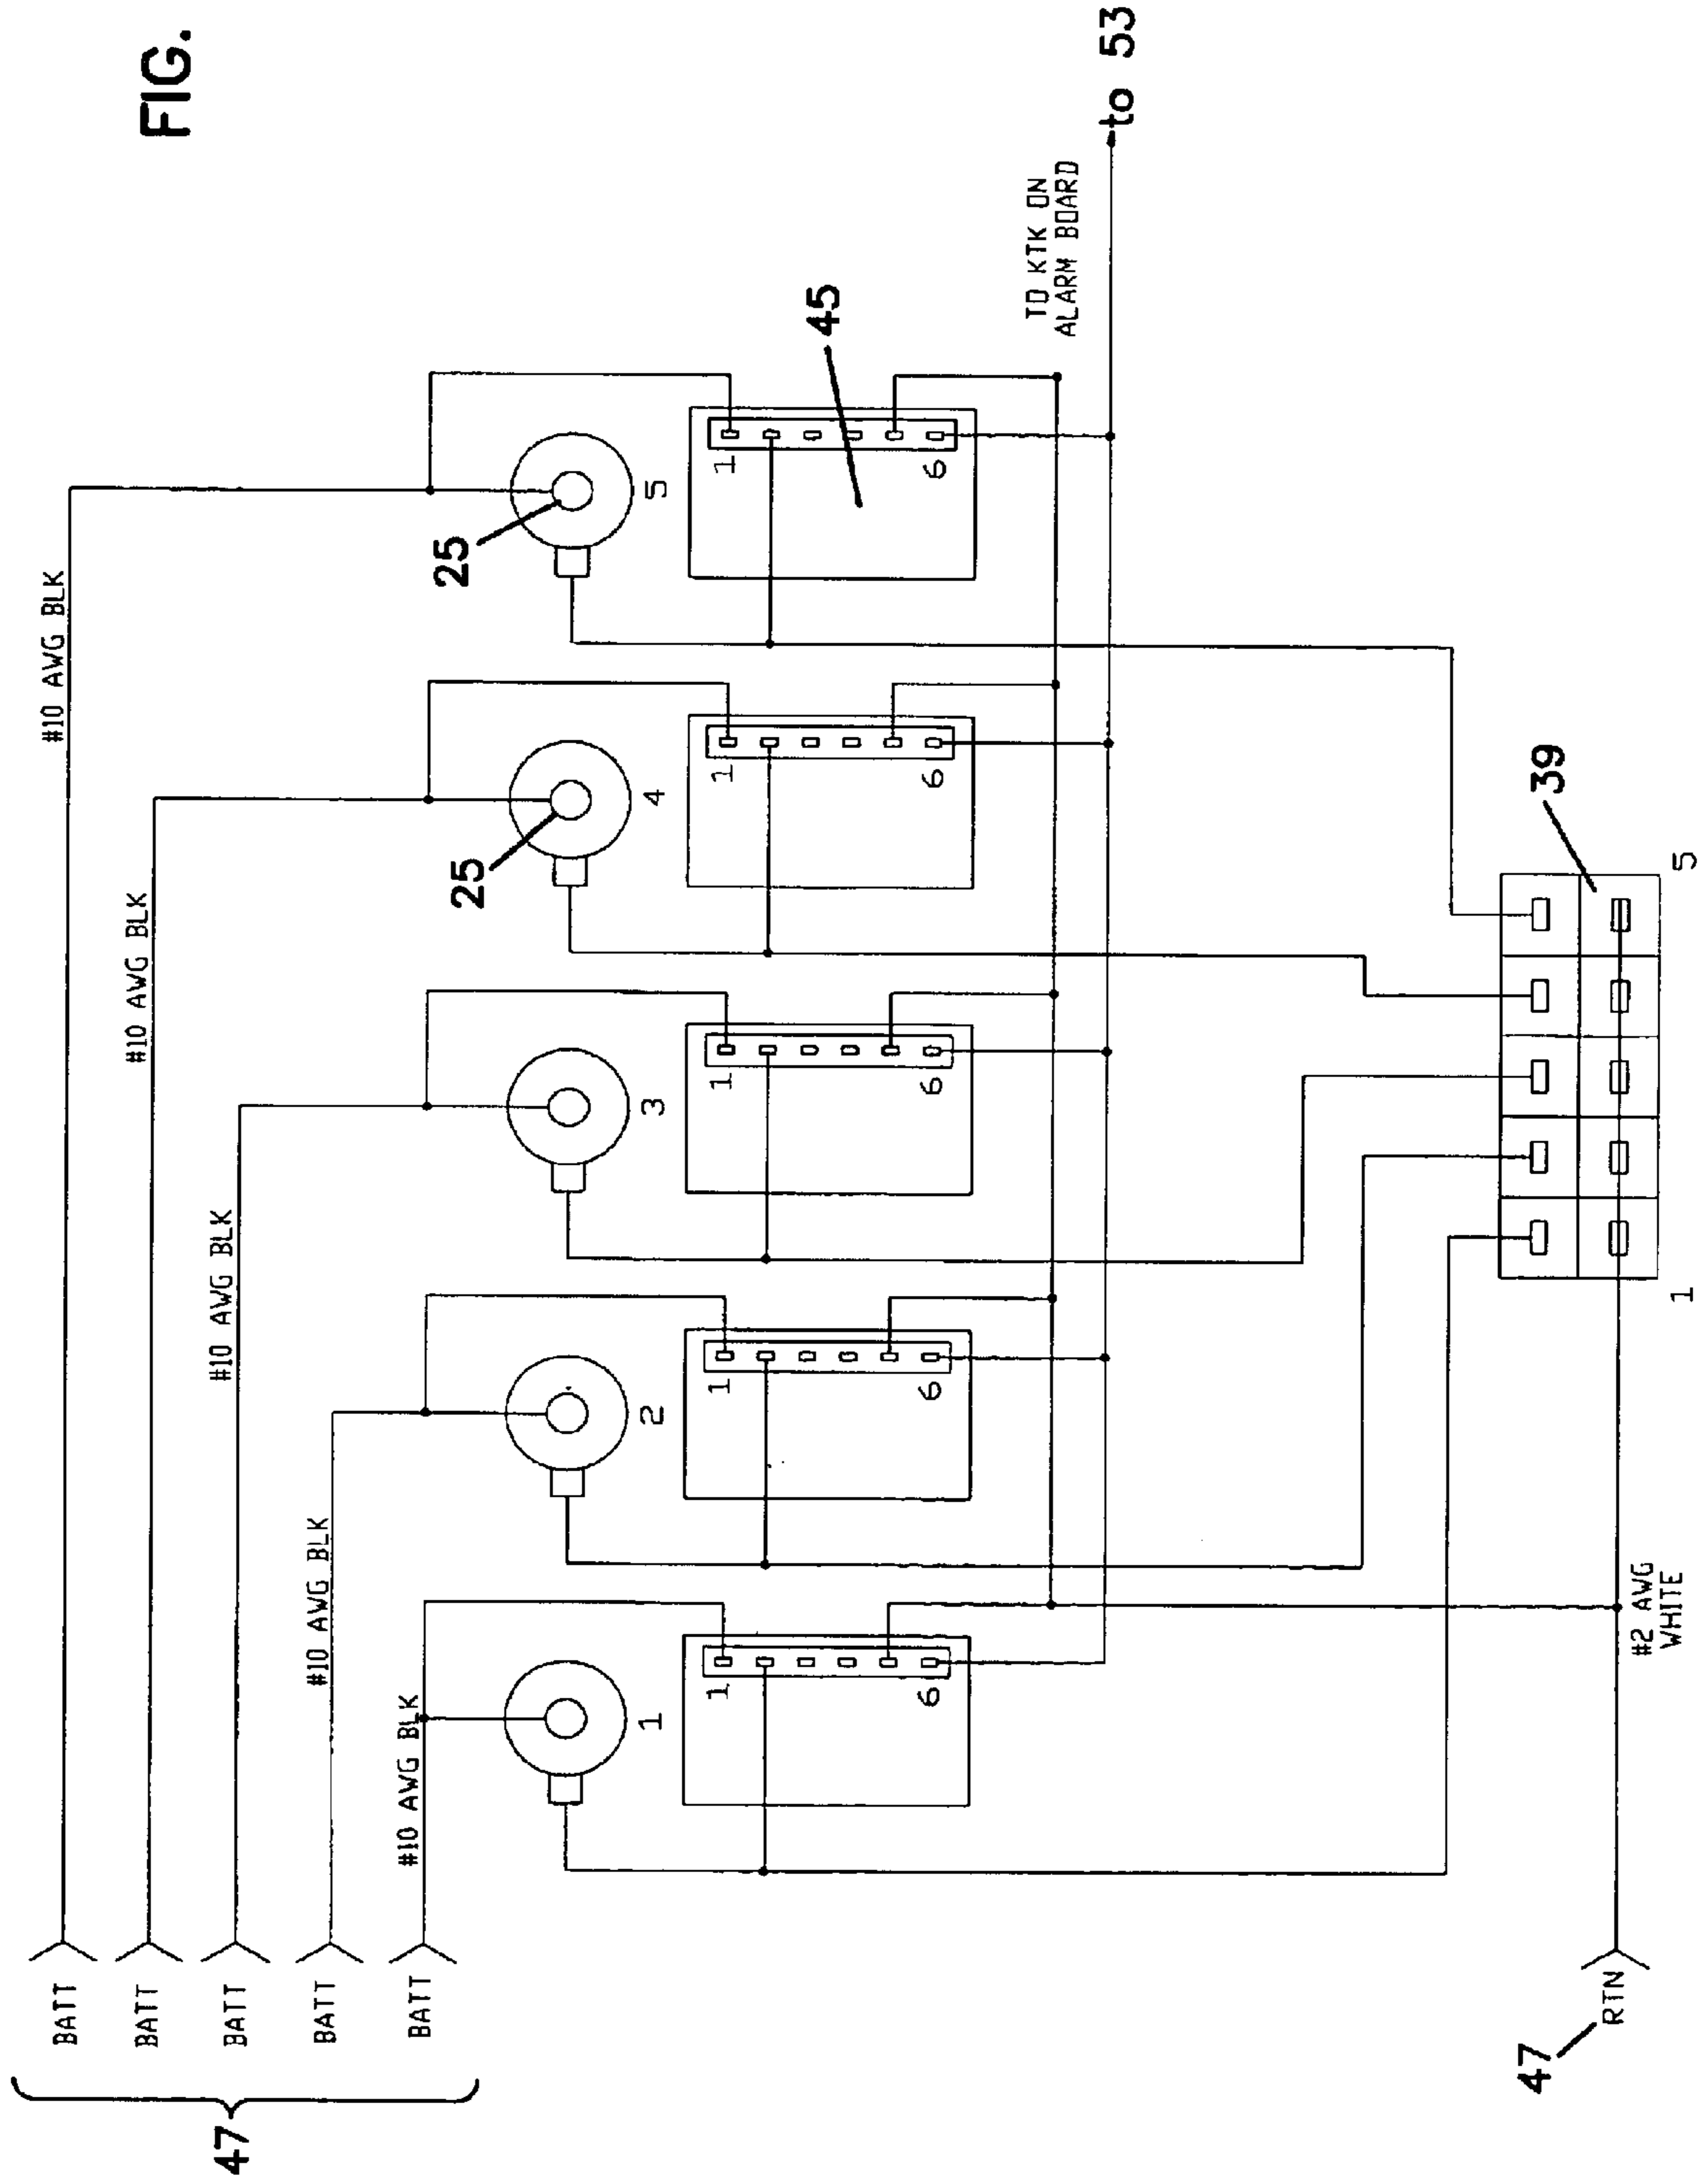 FIG.
47
BATT
BATT
BATT
BATT
BATT
#10 AWG BLK
#10 AWG BLK
#10 AWG BLK
#10 AWG BLK
#10 AWG BLK
25
25
1
2
3
4
5
1
6
1
6
1
6
1
6
1
6
45
TO KTK ON
ALARM BOARD
to 53
39
1
5
#2 AWG
WHITE
47
RTN